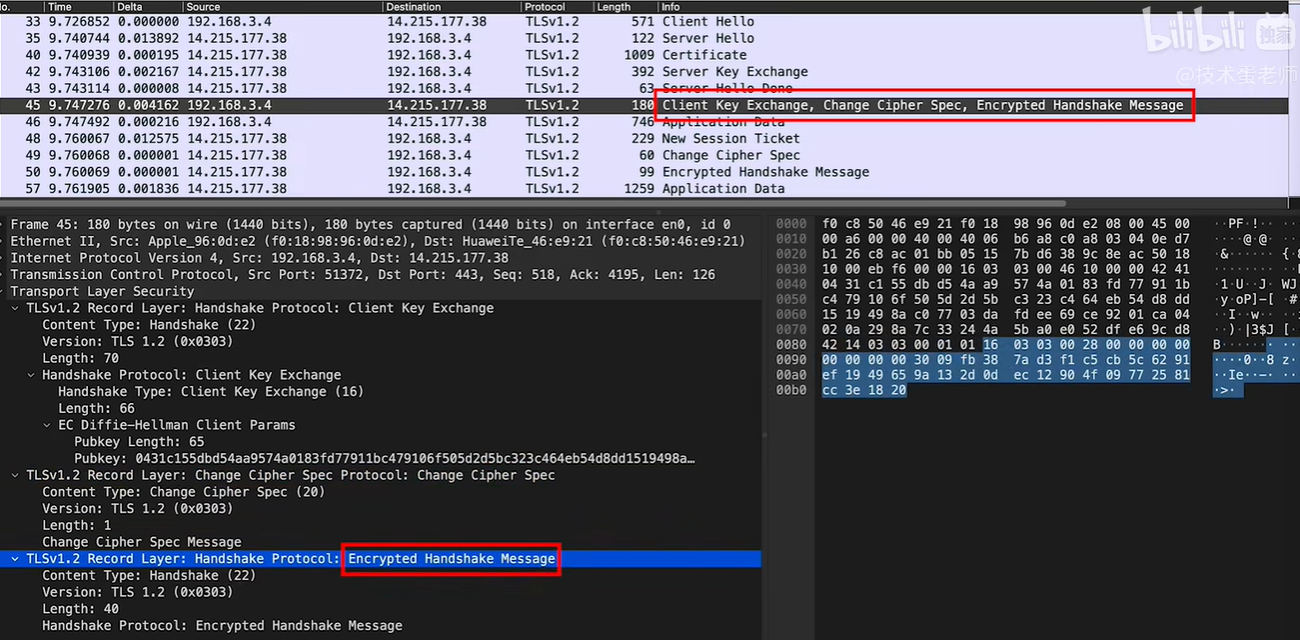 No. Time Delta Source Destination Protocol Length Info
33 9.726852 0.000000 192.168.3.4 14.215.177.38 TLSv1.2 571 Client Hello
35 9.740744 0.013892 14.215.177.38 192.168.3.4 TLSv1.2 122 Server Hello
40 9.740939 0.000195 14.215.177.38 192.168.3.4 TLSv1.2 1009 Certificate
42 9.743106 0.002167 14.215.177.38 192.168.3.4 TLSv1.2 392 Server Key Exchange
43 9.743114 0.000008 14.215.177.38 192.168.3.4 TLSv1.2 63 Server Hello Done
45 9.747276 0.004162 192.168.3.4 14.215.177.38 TLSv1.2 180 Client Key Exchange, Change Cipher Spec, Encrypted Handshake Message
46 9.747492 0.000216 192.168.3.4 14.215.177.38 TLSv1.2 746 Application Data
48 9.760067 0.012575 14.215.177.38 192.168.3.4 TLSv1.2 229 New Session Ticket
49 9.760068 0.000001 14.215.177.38 192.168.3.4 TLSv1.2 60 Change Cipher Spec
50 9.760069 0.000001 14.215.177.38 192.168.3.4 TLSv1.2 99 Encrypted Handshake Message
57 9.761905 0.001836 14.215.177.38 192.168.3.4 TLSv1.2 1259 Application Data
bilibili 独家
@技术蛋老师
Frame 45: 180 bytes on wire (1440 bits), 180 bytes captured (1440 bits) on interface en0, id 0
Ethernet II, Src: Apple_96:0d:e2 (f0:18:98:96:0d:e2), Dst: HuaweiTe_46:e9:21 (f0:c8:50:46:e9:21)
Internet Protocol Version 4, Src: 192.168.3.4, Dst: 14.215.177.38
Transmission Control Protocol, Src Port: 51372, Dst Port: 443, Seq: 518, Ack: 4195, Len: 126
Transport Layer Security
TLSv1.2 Record Layer: Handshake Protocol: Client Key Exchange
Content Type: Handshake (22)
Version: TLS 1.2 (0x0303)
Length: 70
Handshake Protocol: Client Key Exchange
Handshake Type: Client Key Exchange (16)
Length: 66
EC Diffie-Hellman Client Params
Pubkey Length: 65
Pubkey: 0431c155dbd54aa9574a0183fd77911bc479106f505d2d5bc323c464eb54d8dd1519498a…
TLSv1.2 Record Layer: Change Cipher Spec Protocol: Change Cipher Spec
Content Type: Change Cipher Spec (20)
Version: TLS 1.2 (0x0303)
Length: 1
Change Cipher Spec Message
TLSv1.2 Record Layer: Handshake Protocol: Encrypted Handshake Message
Content Type: Handshake (22)
Version: TLS 1.2 (0x0303)
Length: 40
Handshake Protocol: Encrypted Handshake Message
0000 f0 c8 50 46 e9 21 f0 18 98 96 0d e2 08 00 45 00
0010 00 a6 00 00 40 00 40 06 b6 a8 c0 a8 03 04 0e d7
0020 b1 26 c8 ac 01 bb 05 15 7b d6 38 9c 8e ac 50 18
0030 10 00 eb f6 00 00 16 03 03 00 46 10 00 00 42 41
0040 04 31 c1 55 db d5 4a a9 57 4a 01 83 fd 77 91 1b
0050 c4 79 10 6f 50 5d 2d 5b c3 23 c4 64 eb 54 d8 dd
0060 15 19 49 8a c0 77 03 da fd ee 69 ce 92 01 ca 04
0070 02 0a 29 8a 7c 33 24 4a 5b a0 e0 52 df e6 9c d8
0080 42 14 03 03 00 01 01 16 03 03 00 28 00 00 00 00
0090 00 00 00 00 30 09 fb 38 7a d3 f1 c5 cb 5c 62 91
00a0 ef 19 49 65 9a 13 2d 0d ec 12 90 4f 09 77 25 81
00b0 cc 3e 18 20